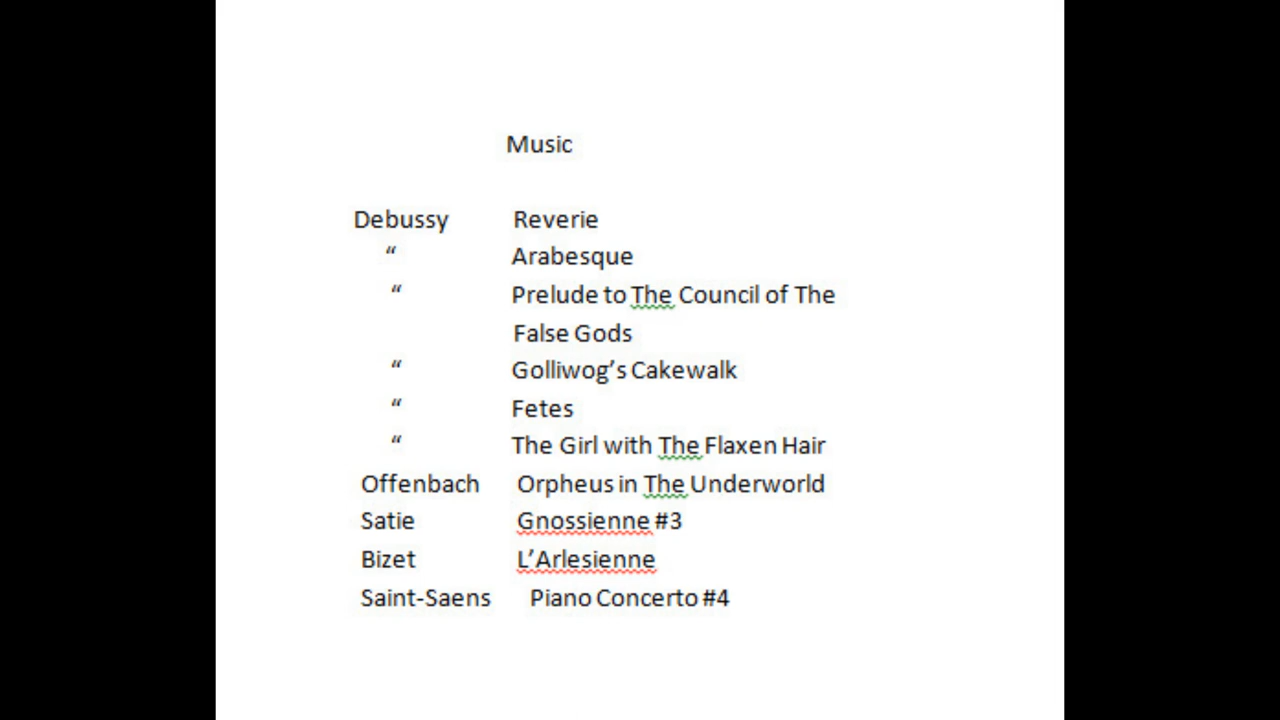 Music
Debussy Reverie
“ Arabesque
“ Prelude to The Council of The
False Gods
“ Golliwog’s Cakewalk
“ Fetes
“ The Girl with The Flaxen Hair
Offenbach Orpheus in The Underworld
Satie Gnossienne #3
Bizet L’Arlesienne
Saint-Saens Piano Concerto #4